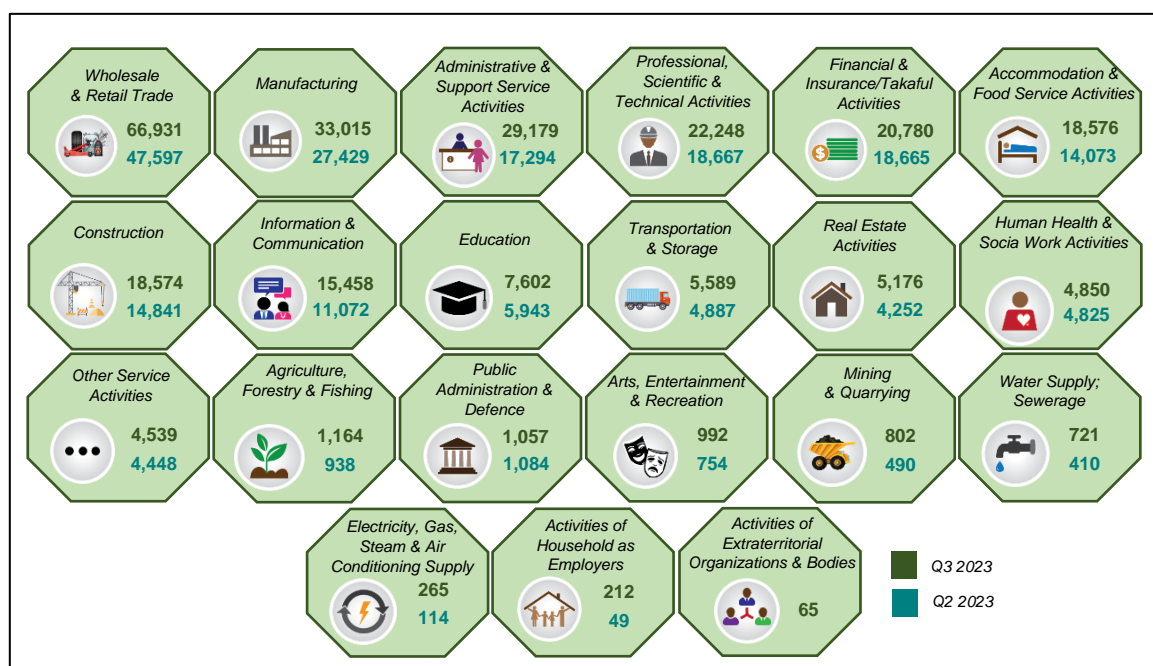 Wholesale
& Retail Trade
66,931
47,597
Manufacturing
33,015
27,429
Administrative &
Support Service
Activities
29,179
17,294
Professional,
Scientific &
Technical Activities
22,248
18,667
Financial &
Insurance/Takaful
Activities
20,780
18,665
Accommodation &
Food Service Activities
18,576
14,073
Construction
18,574
14,841
Information &
Communication
15,458
11,072
Education
7,602
5,943
Transportation
& Storage
5,589
4,887
Real Estate
Activities
5,176
4,252
Human Health &
Socia Work Activities
4,850
4,825
Other Service
Activities
4,539
4,448
Agriculture,
Forestry & Fishing
1,164
938
Public
Administration &
Defence
1,057
1,084
Arts, Entertainment
& Recreation
992
754
Mining
& Quarrying
802
490
Water Supply;
Sewerage
721
410
Electricity, Gas,
Steam & Air
Conditioning Supply
265
114
Activities of
Household as
Employers
212
49
Activities of
Extraterritorial
Organizations & Bodies
65
Q3 2023
Q2 2023